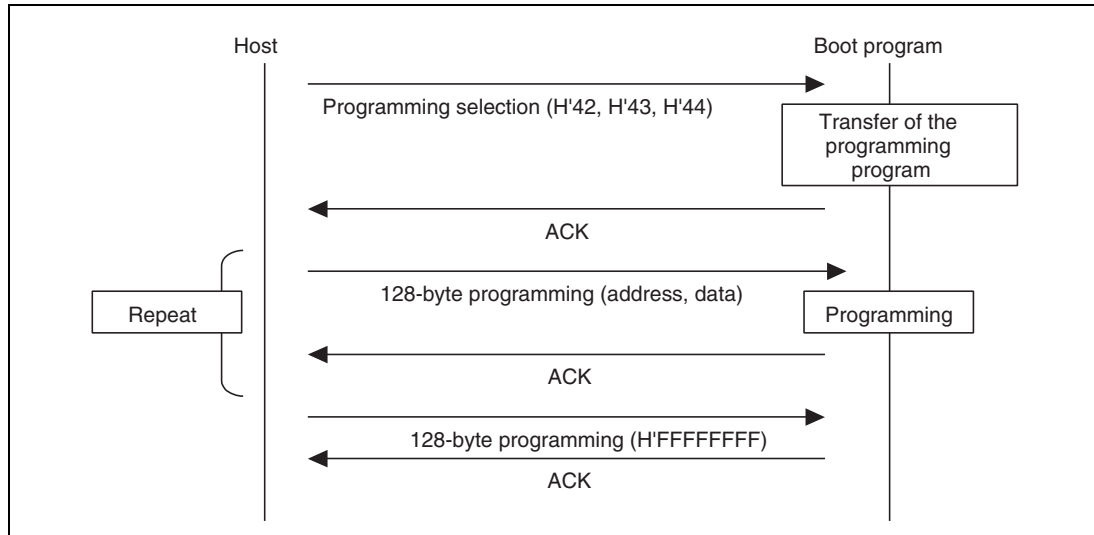 Host
Boot program
Programming selection (H'42, H'43, H'44)
Transfer of the
programming
program
ACK
128-byte programming (address, data)
Repeat
Programming
ACK
128-byte programming (H'FFFFFFFF)
ACK